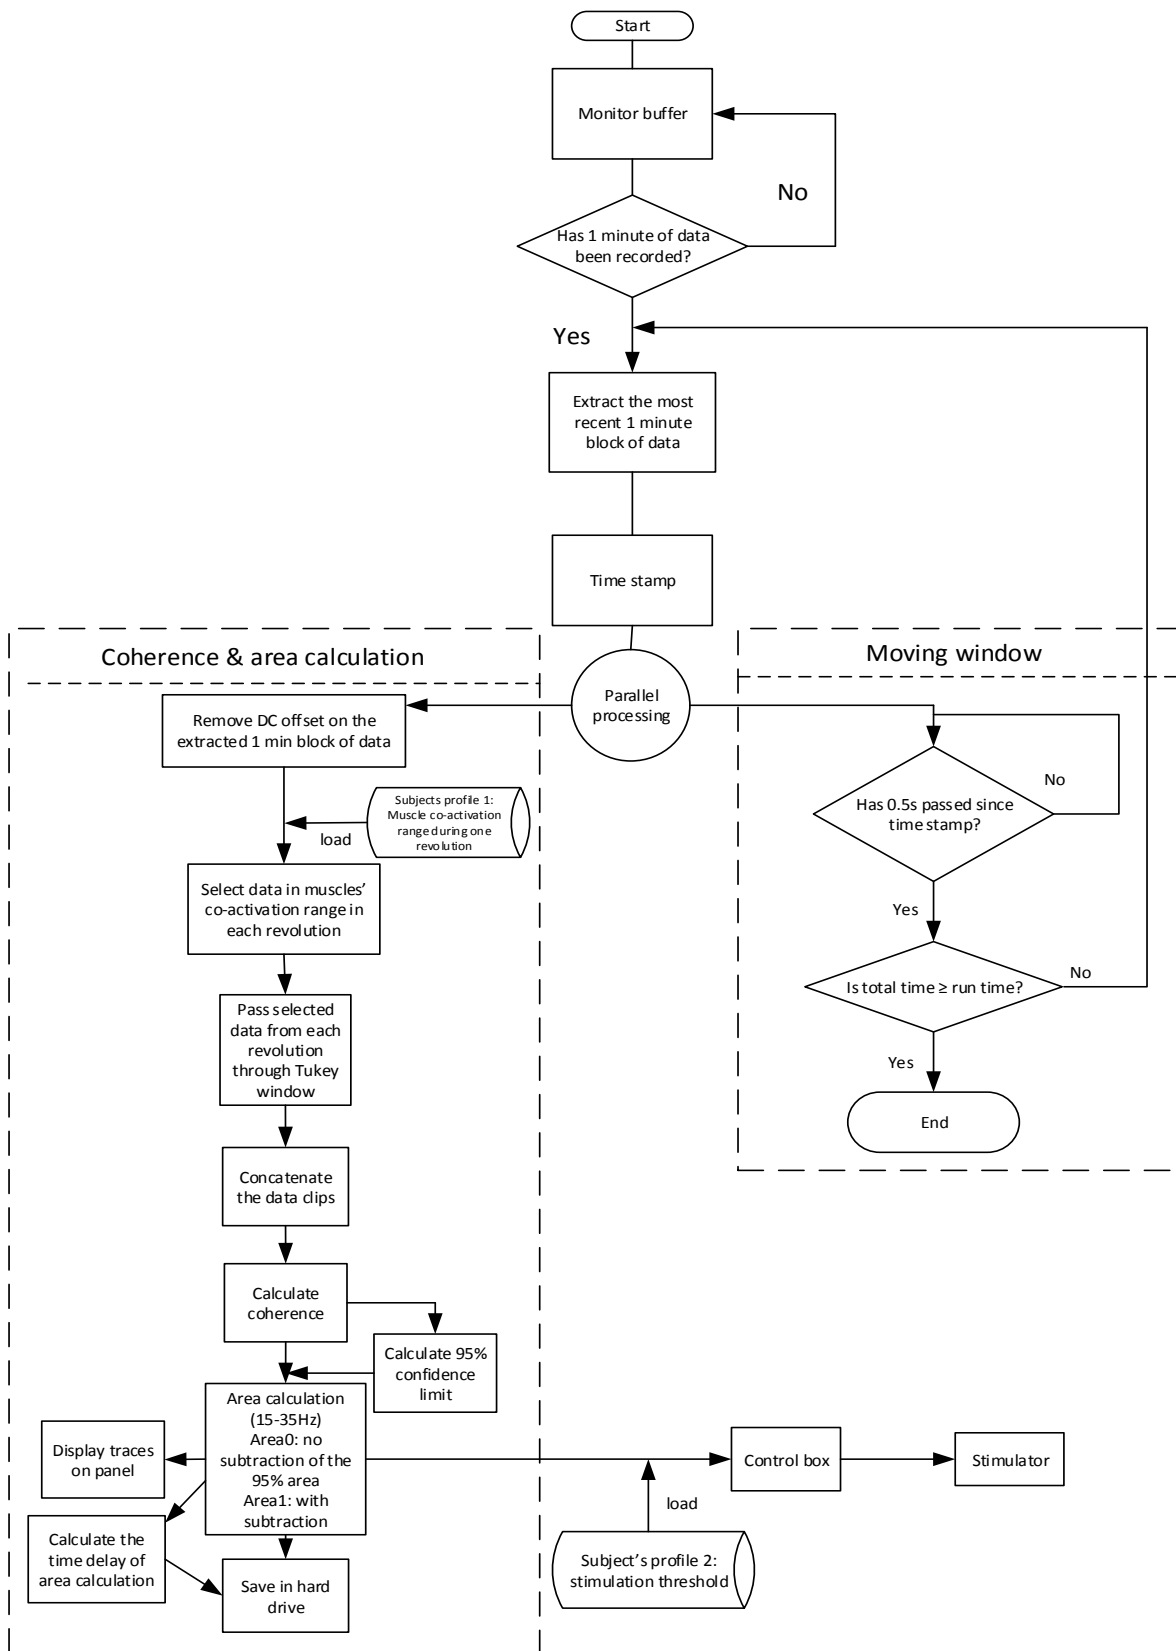 Start
Monitor buffer
No
Has 1 minute of data
been recorded?
Yes
Extract the most
recent 1 minute
block of data
Time stamp
Parallel
processing
Coherence & area calculation
Remove DC offset on the
extracted 1 min block of data
Subjects profile 1:
Muscle co-activation
range during one
revolution
load
Select data in muscles’
co-activation range in
each revolution
Pass selected
data from each
revolution
through Tukey
window
Concatenate
the data clips
Calculate
coherence
Calculate 95%
confidence
limit
Area calculation
(15-35Hz)
Area0: no
subtraction of the
95% area
Area1: with
subtraction
Display traces
on panel
Calculate the
time delay of
area calculation
Save in hard
drive
Moving window
Has 0.5s passed since
time stamp?
No
Yes
Is total time ≥ run time?
No
Yes
End
Control box
Stimulator
load
Subject’s profile 2:
stimulation threshold